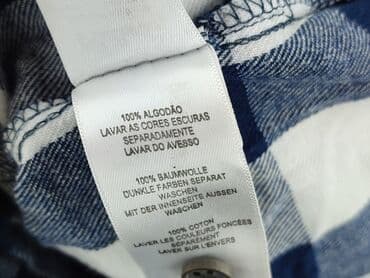 100% ALGODÃO
LAVAR AS CORES ESCURAS
SEPARADAMENTE
LAVAR DO AVESSO
100% BAUMWOLLE
DUNKLE FARBEN SEPARAT
WASCHEN
MIT DER INNENSEITE AUSSEN
WASCHEN
100% COTON
LAVER LES COULEURS FONCÉES
SEPARÉMENT
LAVER SUR L'ENVERS